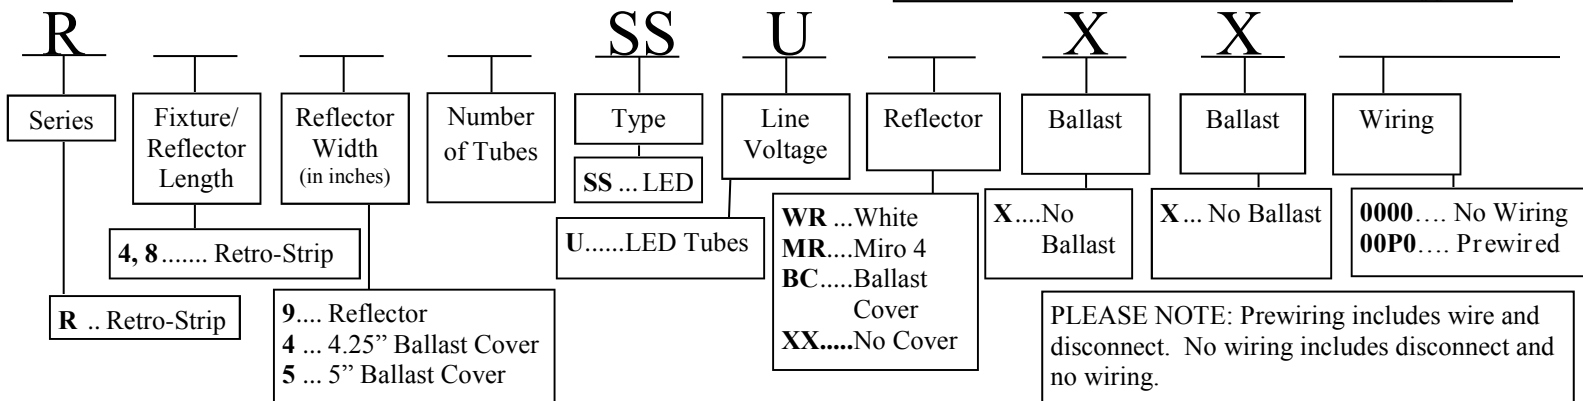 R SS U X X
Series
Fixture/
Reflector
Length
Reflector
Width
(in inches)
Number
of Tubes
Type
Line
Voltage
Reflector
Ballast
Ballast
Wiring
SS ... LED
U......LED Tubes
WR ...White
MR....Miro 4
BC.....Ballast
Cover
XX.....No Cover
X....No
Ballast
X... No Ballast
0000.... No Wiring
00P0.... Prewired
4, 8....... Retro-Strip
R .. Retro-Strip
9.... Reflector
4 ... 4.25” Ballast Cover
5 ... 5” Ballast Cover
PLEASE NOTE: Prewiring includes wire and
disconnect. No wiring includes disconnect and
no wiring.